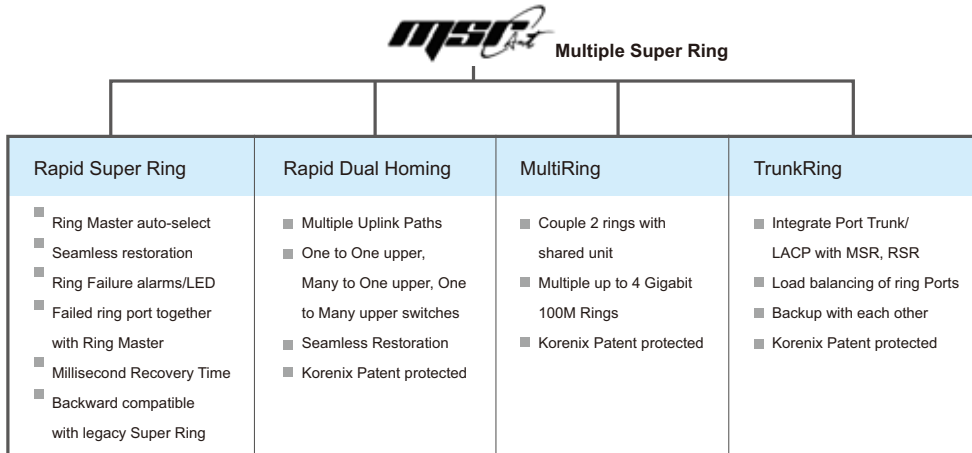 msr Art Multiple Super Ring
Rapid Super Ring
Ring Master auto-select
Seamless restoration
Ring Failure alarms/LED
Failed ring port together
with Ring Master
Millisecond Recovery Time
Backward compatible
with legacy Super Ring
Rapid Dual Homing
Multiple Uplink Paths
One to One upper,
Many to One upper, One
to Many upper switches
Seamless Restoration
Korenix Patent protected
MultiRing
Couple 2 rings with
shared unit
Multiple up to 4 Gigabit
100M Rings
Korenix Patent protected
TrunkRing
Integrate Port Trunk/
LACP with MSR, RSR
Load balancing of ring Ports
Backup with each other
Korenix Patent protected